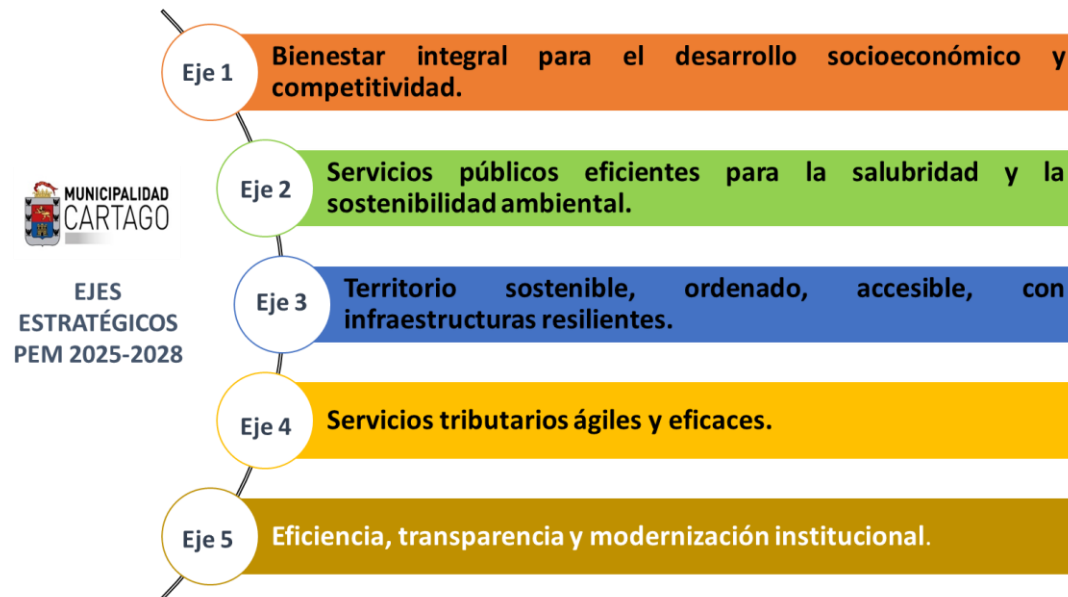 MUNICIPALIDAD
CARTAGO
EJES
ESTRATÉGICOS
PEM 2025-2028
Eje 1
Bienestar integral para el desarrollo socioeconómico y
competitividad.
Eje 2
Servicios públicos eficientes para la salubridad y la
sostenibilidad ambiental.
Eje 3
Territorio sostenible, ordenado, accesible, con
infraestructuras resilientes.
Eje 4
Servicios tributarios ágiles y eficaces.
Eje 5
Eficiencia, transparencia y modernización institucional.